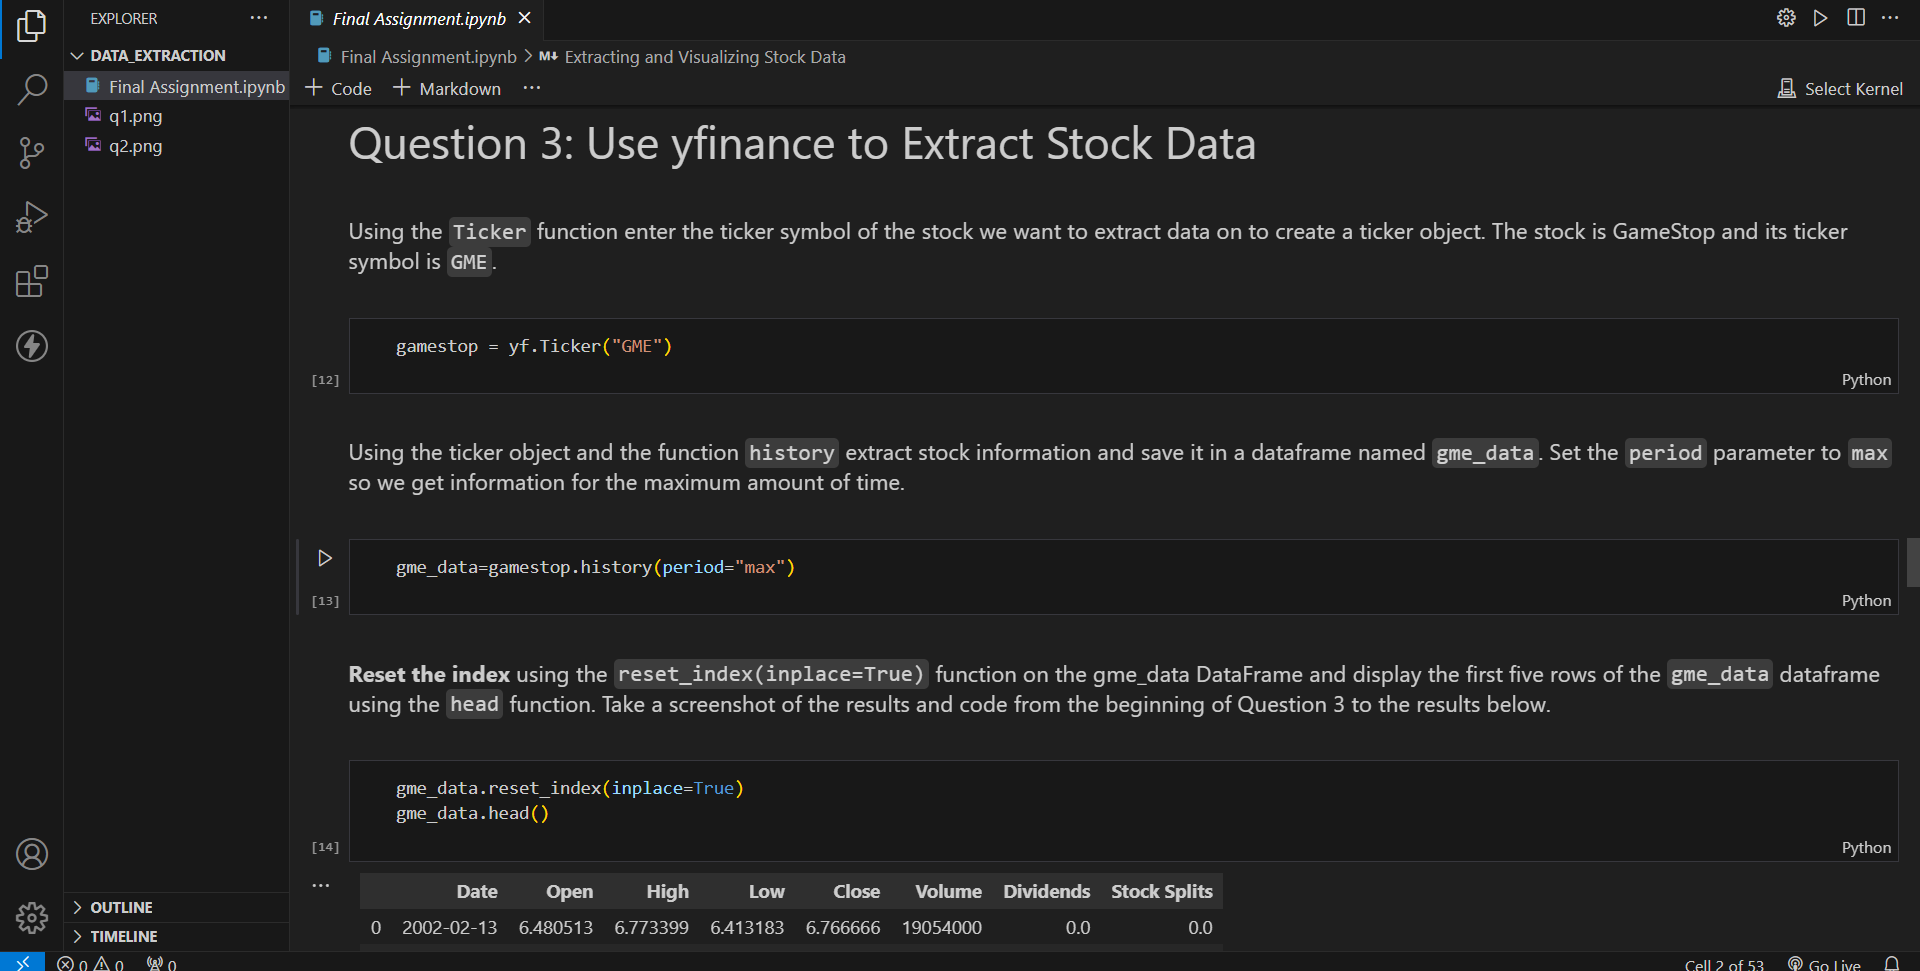 EXPLORER
···
Final Assignment.ipynb
DATA_EXTRACTION
Final Assignment.ipynb
q1.png
q2.png
OUTLINE
TIMELINE
Final Assignment.ipynb > M↓ Extracting and Visualizing Stock Data
+ Code + Markdown ···
Select Kernel
Question 3: Use yfinance to Extract Stock Data
Using the Ticker function enter the ticker symbol of the stock we want to extract data on to create a ticker object. The stock is GameStop and its ticker
symbol is GME.
gamestop = yf.Ticker("GME")
[12]
Python
Using the ticker object and the function history extract stock information and save it in a dataframe named gme_data. Set the period parameter to max
so we get information for the maximum amount of time.
gme_data=gamestop.history(period="max")
[13]
Python
Reset the index using the reset_index(inplace=True) function on the gme_data DataFrame and display the first five rows of the gme_data dataframe
using the head function. Take a screenshot of the results and code from the beginning of Question 3 to the results below.
gme_data.reset_index(inplace=True)
gme_data.head()
[14]
Python
···
Date Open High Low Close Volume Dividends Stock Splits
0 2002-02-13 6.480513 6.773399 6.413183 6.766666 19054000 0.0 0.0
0 0 0
Cell 2 of 53 Go Live